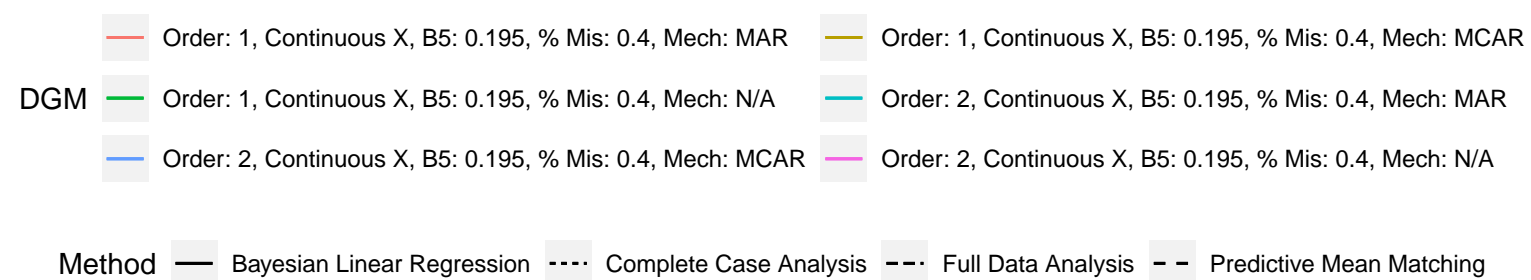 Order: 1, Continuous X, B5: 0.195, % Mis: 0.4, Mech: MAR Order: 1, Continuous X, B5: 0.195, % Mis: 0.4, Mech: MCAR
DGM Order: 1, Continuous X, B5: 0.195, % Mis: 0.4, Mech: N/A Order: 2, Continuous X, B5: 0.195, % Mis: 0.4, Mech: MAR
Order: 2, Continuous X, B5: 0.195, % Mis: 0.4, Mech: MCAR Order: 2, Continuous X, B5: 0.195, % Mis: 0.4, Mech: N/A
Method Bayesian Linear Regression Complete Case Analysis Full Data Analysis Predictive Mean Matching